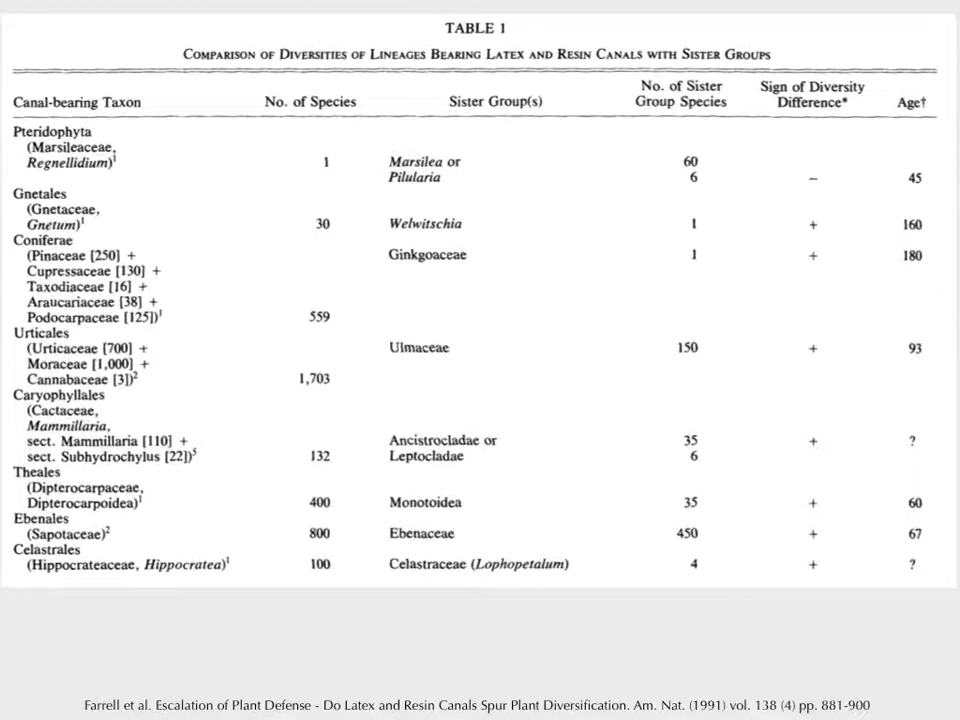 TABLE 1
COMPARISON OF DIVERSITIES OF LINEAGES BEARING LATEX AND RESIN CANALS WITH SISTER GROUPS
No. of Sister Sign of Diversity
Canal-bearing Taxon No. of Species Sister Group(s) Group Species Difference* Age†
Pteridophyta
(Marsileaceae,
Regnellidium)¹ 1 Marsilea or 60
Pilularia 6 − 45
Gnetales
(Gnetaceae,
Gnetum)¹ 30 Welwitschia 1 + 160
Coniferae
(Pinaceae [250] + Ginkgoaceae 1 + 180
Cupressaceae [130] +
Taxodiaceae [16] +
Araucariaceae [38] +
Podocarpaceae [125])¹ 559
Urticales
(Urticaceae [700] + Ulmaceae 150 + 93
Moraceae [1,000] +
Cannabaceae [3])² 1,703
Caryophyllales
(Cactaceae,
Mammillaria,
sect. Mammillaria [110] + Ancistrocladae or 35 + ?
sect. Subhydrochylus [22])⁵ 132 Leptocladae 6
Theales
(Dipterocarpaceae,
Dipterocarpoidea)¹ 400 Monotoidea 35 + 60
Ebenales
(Sapotaceae)² 800 Ebenaceae 450 + 67
Celastrales
(Hippocrateaceae, Hippocratea)¹ 100 Celastraceae (Lophopetalum) 4 + ?
Farrell et al. Escalation of Plant Defense - Do Latex and Resin Canals Spur Plant Diversification. Am. Nat. (1991) vol. 138 (4) pp. 881-900